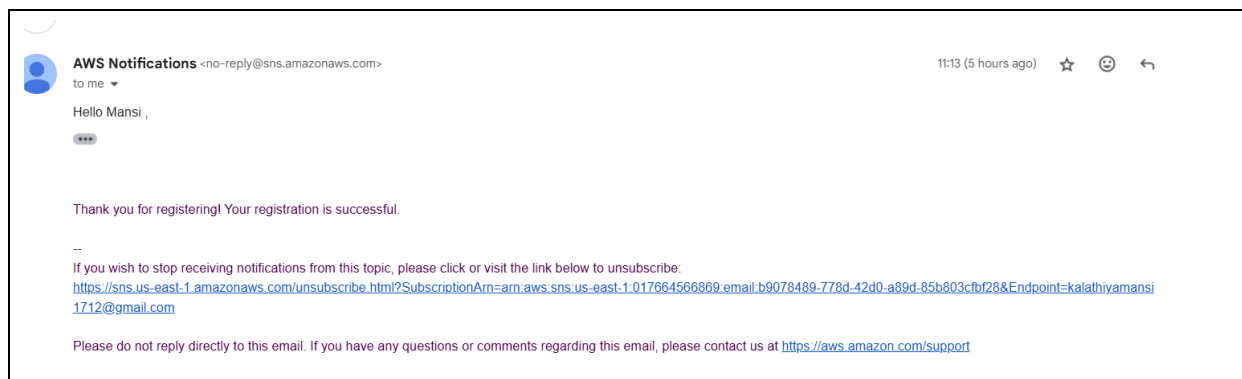 AWS Notifications <no-reply@sns.amazonaws.com>
11:13 (5 hours ago)
to me
Hello Mansi ,
Thank you for registering! Your registration is successful.
--
If you wish to stop receiving notifications from this topic, please click or visit the link below to unsubscribe:
https://sns.us-east-1.amazonaws.com/unsubscribe.html?SubscriptionArn=arn:aws:sns:us-east-1:017664566869:email:b9078489-778d-42d0-a89d-85b803cfbf28&Endpoint=kalathiyamansi
1712@gmail.com
Please do not reply directly to this email. If you have any questions or comments regarding this email, please contact us at https://aws.amazon.com/support